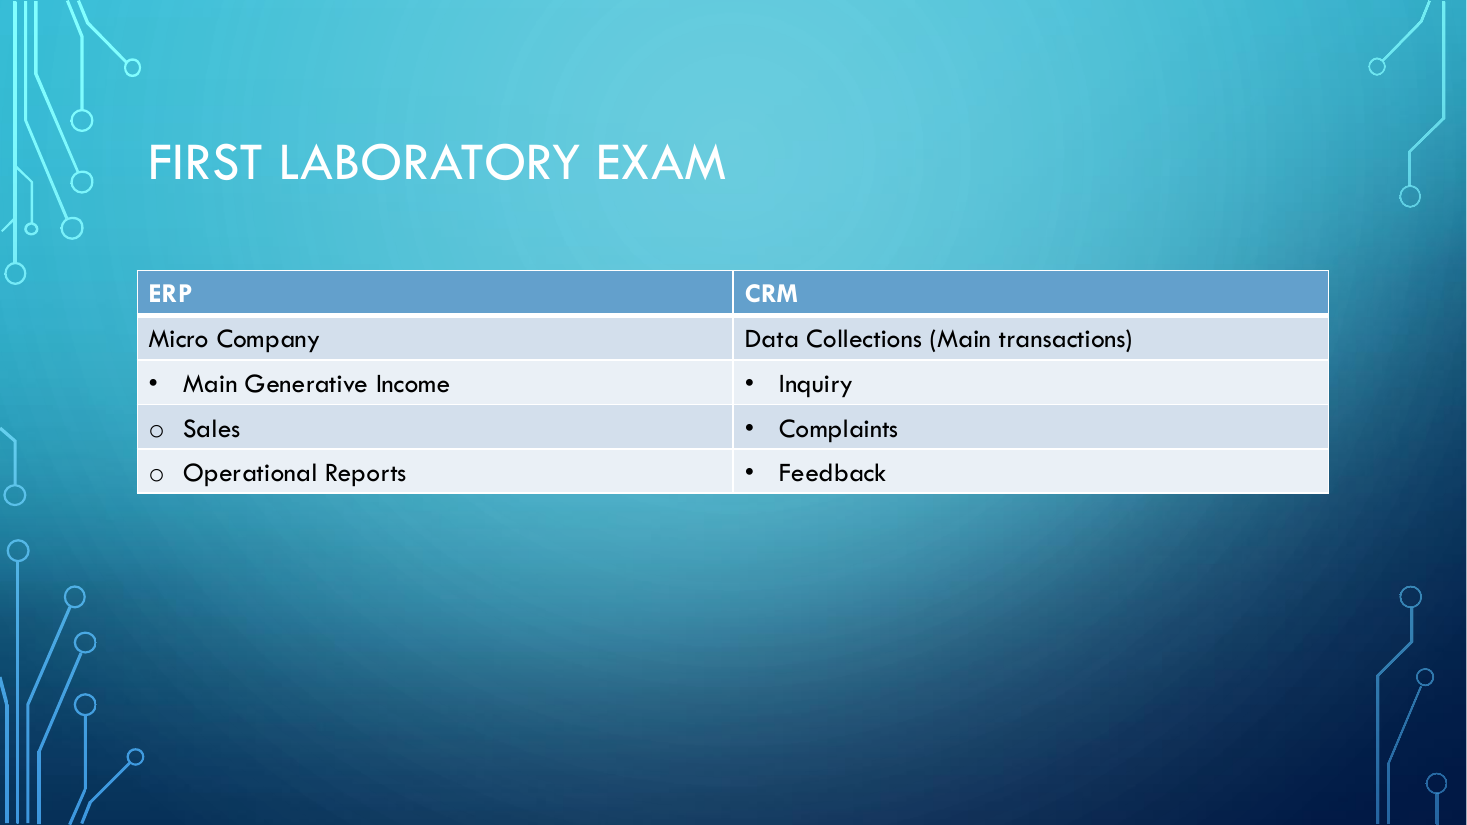 FIRST LABORATORY EXAM
ERP CRM
Micro Company Data Collections (Main transactions)
• Main Generative Income • Inquiry
o Sales • Complaints
o Operational Reports • Feedback